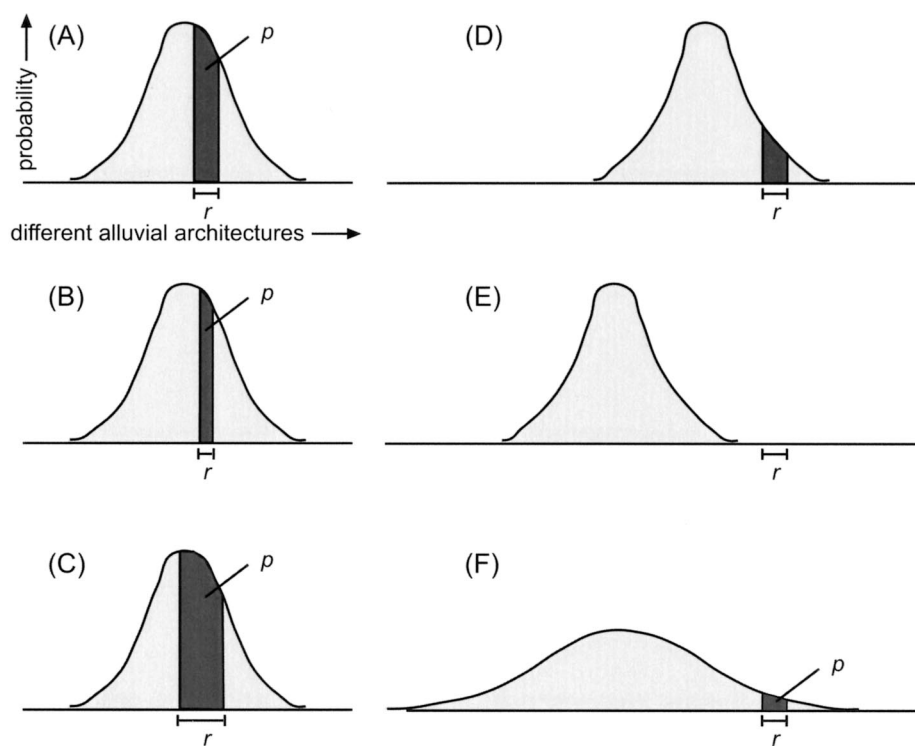 (A)
p
probability
r
different alluvial architectures
(D)
r
(B)
p
r
(E)
r
(C)
p
r
(F)
p
r